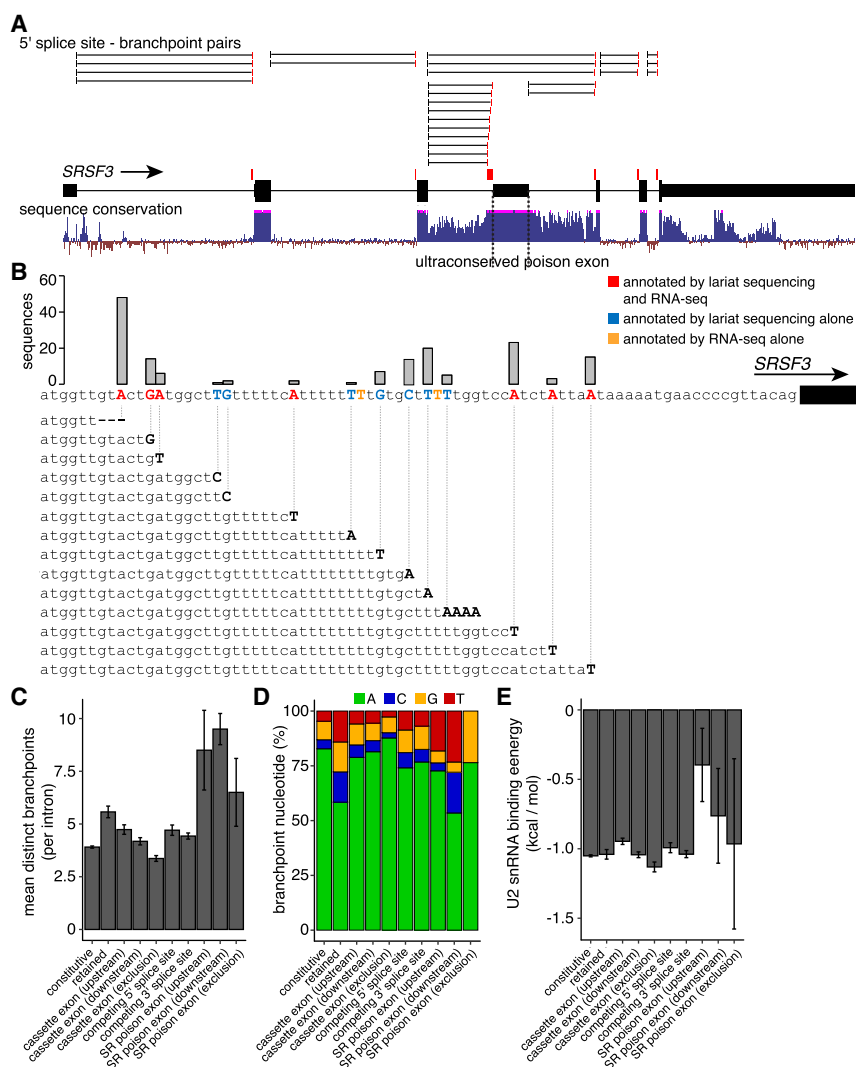 A
5' splice site - branchpoint pairs
SRSF3
sequence conservation
ultraconserved poison exon
B
60
40
20
0
sequences
annotated by lariat sequencing
and RNA-seq
annotated by lariat sequencing alone
annotated by RNA-seq alone
SRSF3
atggttgtActGAtggctTGtttttcAtttttTTtGtgCtTTTtggtccAtctAttaAtaaaaatgaaccccgttacag
atggtt---
atggttgtactG
atggttgtactgT
atggttgtactgatggctC
atggttgtactgatggcttC
atggttgtactgatggcttgtttttcT
atggttgtactgatggcttgtttttcatttttA
atggttgtactgatggcttgtttttcattttttttT
atggttgtactgatggcttgtttttcattttttttgtgA
atggttgtactgatggcttgtttttcattttttttgtgctA
atggttgtactgatggcttgtttttcattttttttgtgctttAAAA
atggttgtactgatggcttgtttttcattttttttgtgctttttggtccT
atggttgtactgatggcttgtttttcattttttttgtgctttttggtccatctT
atggttgtactgatggcttgtttttcattttttttgtgctttttggtccatctattaT
C
10
7.5
5
2.5
0
mean distinct branchpoints
(per intron)
constitutive
retained
cassette exon (upstream)
cassette exon (downstream)
cassette exon (exclusion)
competing 5' splice site
competing 3' splice site
SR poison exon (upstream)
SR poison exon (downstream)
SR poison exon (exclusion)
D
A
C
G
T
100
75
50
25
0
branchpoint nucleotide (%)
constitutive
retained
cassette exon (upstream)
cassette exon (downstream)
cassette exon (exclusion)
competing 5' splice site
competing 3' splice site
SR poison exon (upstream)
SR poison exon (downstream)
SR poison exon (exclusion)
E
0
-0.5
-1.0
-1.5
U2 snRNA binding eenergy
(kcal / mol)
constitutive
retained
cassette exon (upstream)
cassette exon (downstream)
cassette exon (exclusion)
competing 5' splice site
competing 3' splice site
SR poison exon (upstream)
SR poison exon (downstream)
SR poison exon (exclusion)